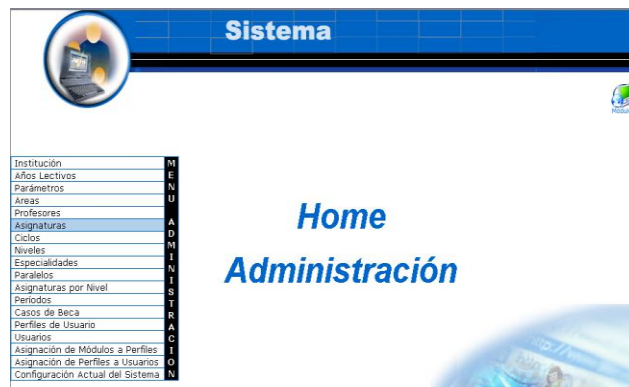 Sistema
Institución
Años Lectivos
Parámetros
Areas
Profesores
Asignaturas
Ciclos
Niveles
Especialidades
Paralelos
Asignaturas por Nivel
Períodos
Casos de Beca
Perfiles de Usuario
Usuarios
Asignación de Módulos a Perfiles
Asignación de Perfiles a Usuarios
Configuración Actual del Sistema
MENU ADMINISTRACION
Home
Administración
http://